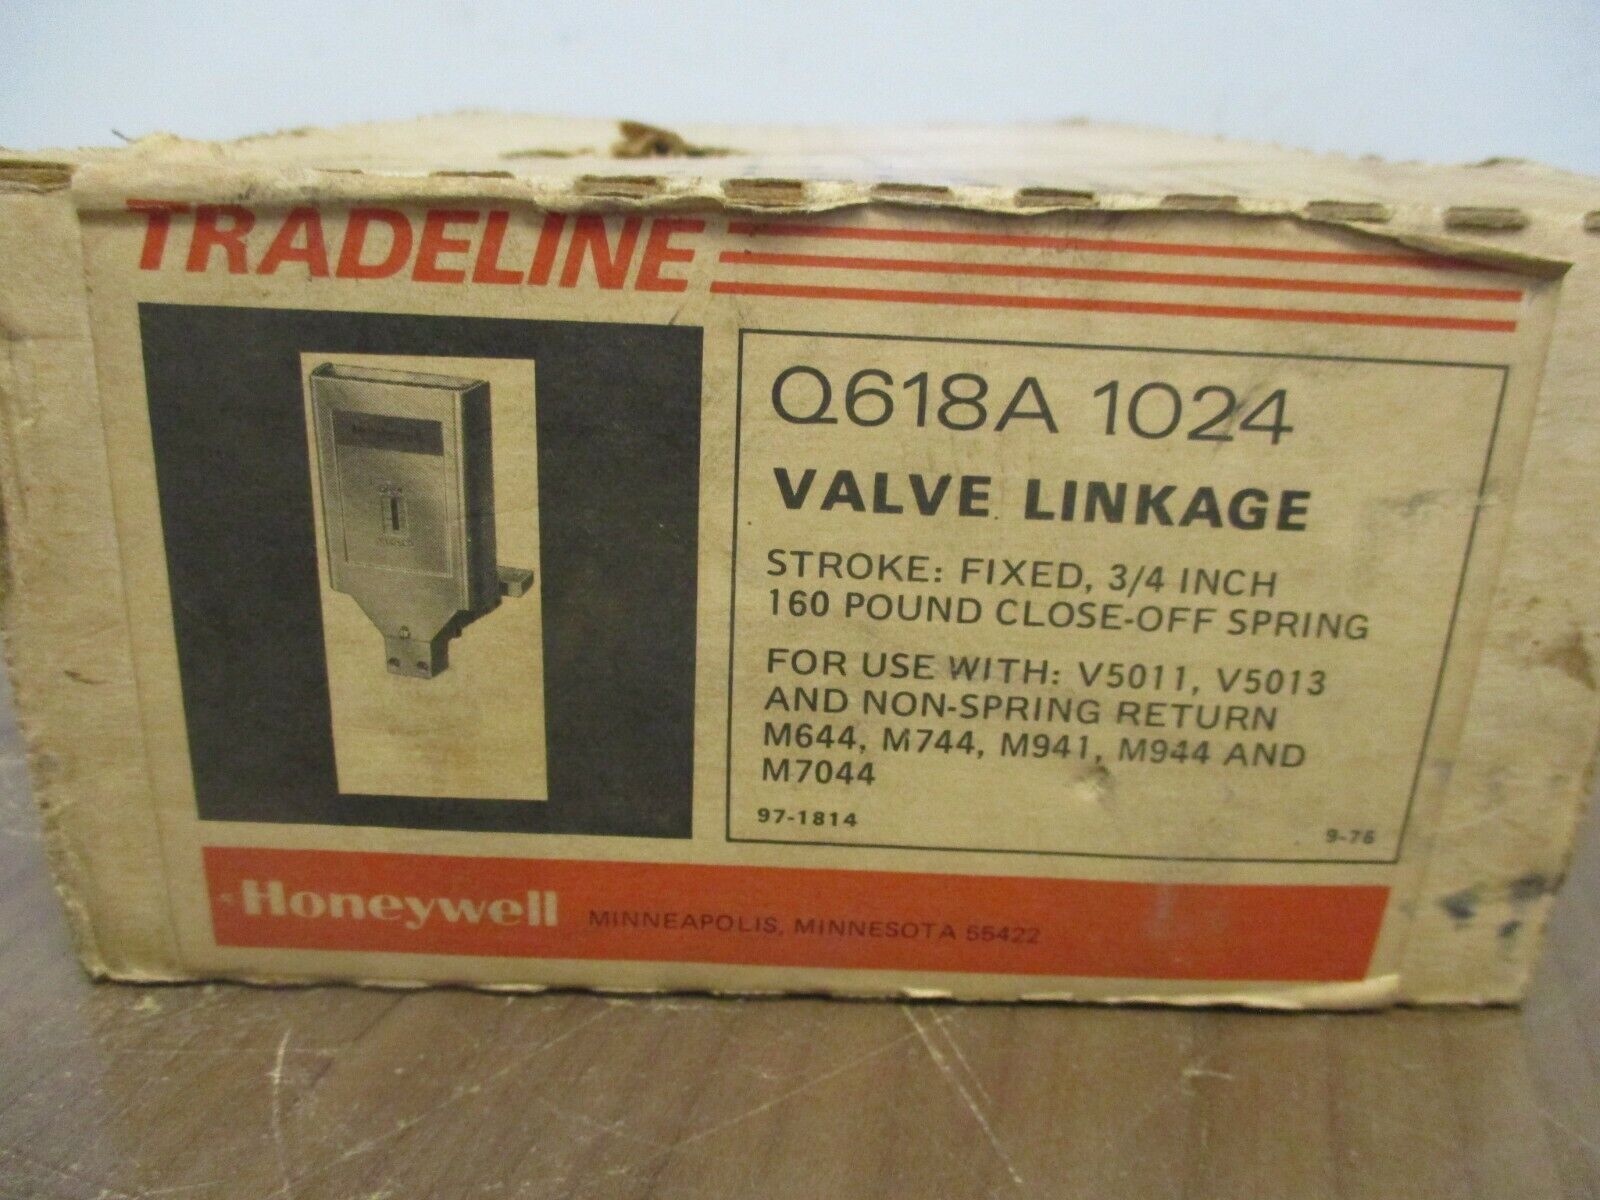 TRADELINE
Q618A 1024
VALVE LINKAGE
STROKE: FIXED, 3/4 INCH
160 POUND CLOSE-OFF SPRING
FOR USE WITH: V5011, V5013
AND NON-SPRING RETURN
M644, M744, M941, M944 AND
M7044
97-1814
9-76
Honeywell
MINNEAPOLIS, MINNESOTA 55422